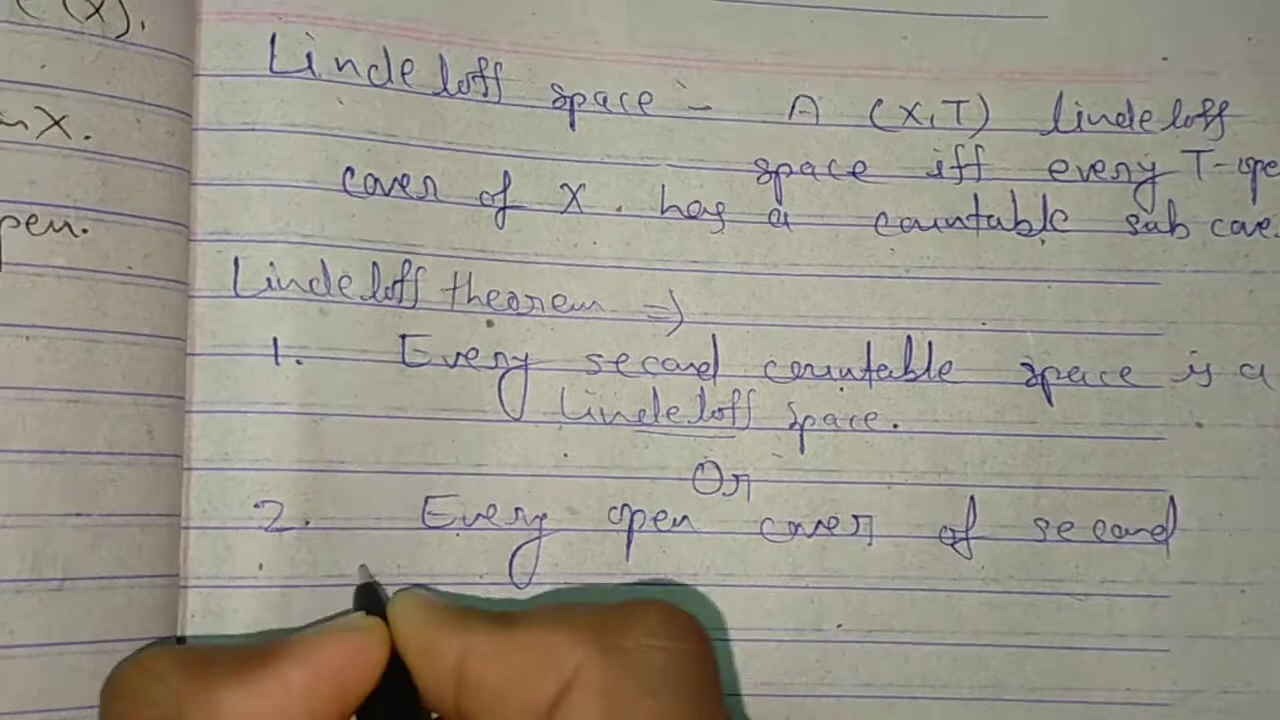 (X).
n X.
pen.
Lindeloff space :- A (X,T) lindeloff
space iff every T-ope
cover of X. has a countable sub cove.
Lindeloff theorem =>
1. Every second countable space is a
lindeloff space.
Or
2. Every open cover of second